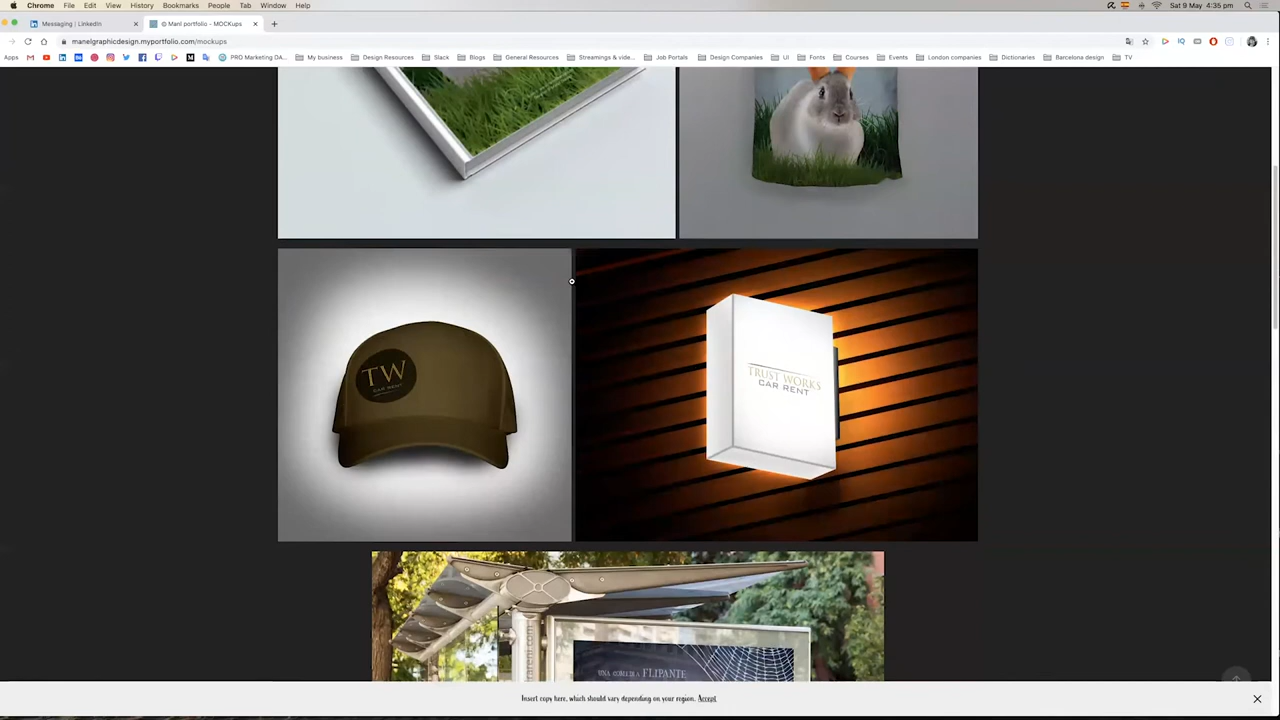 Chrome File Edit View History Bookmarks People Tab Window Help Sat 9 May 4:35 pm
Messaging | LinkedIn @ Manl portfolio - MOCKups
manelgraphicdesign.myportfolio.com/mockups
Apps PRO Marketing DA... My business Design Resources Slack Blogs General Resources Streamings & vide... Job Portals Design Companies UI Fonts Courses Events London companies Dictionaries Barcelona design TV
TW
CAR RENT
TRUST WORKS
CAR RENT
UNA COMEDIA FLIPANTE
Insert copy here, which should vary depending on your region. Accept